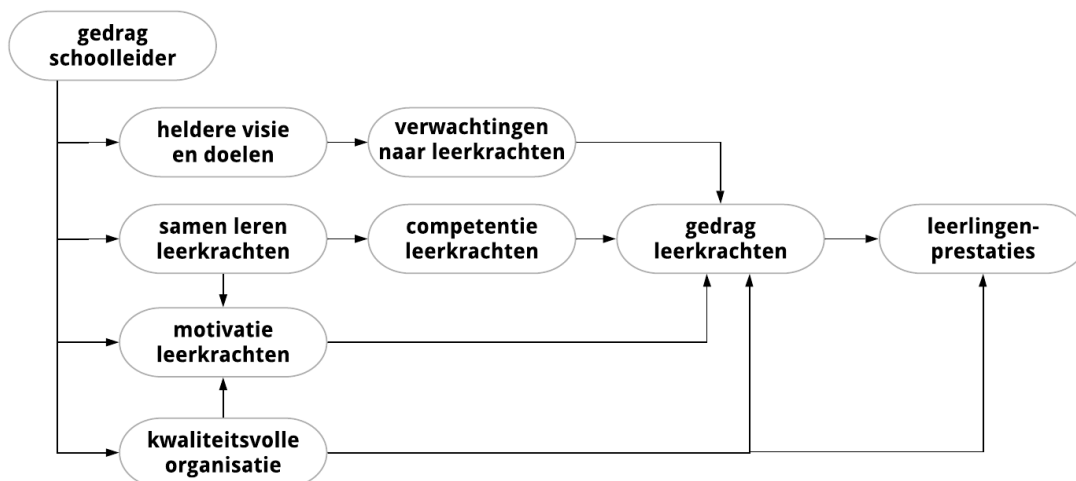 gedrag
schoolleider
heldere visie
en doelen
verwachtingen
naar leerkrachten
samen leren
leerkrachten
competentie
leerkrachten
gedrag
leerkrachten
leerlingen-
prestaties
motivatie
leerkrachten
kwaliteitsvolle
organisatie